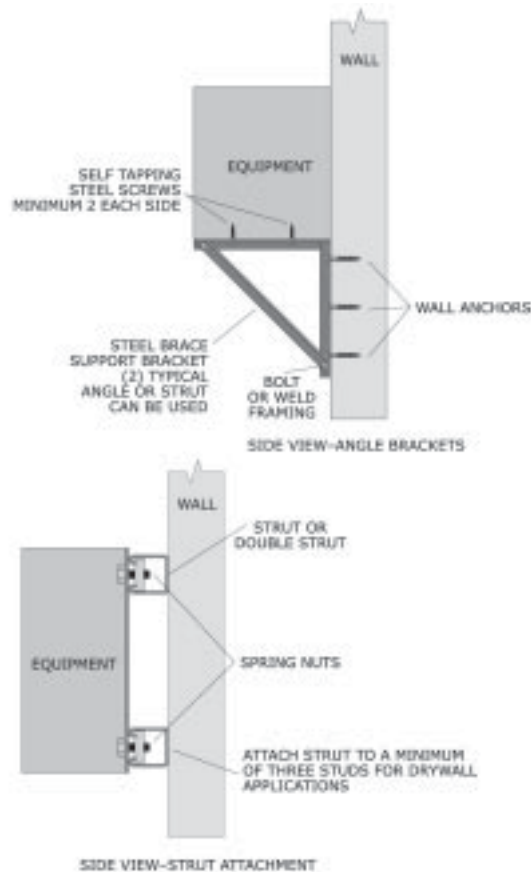 WALL
EQUIPMENT
SELF TAPPING
STEEL SCREWS
MINIMUM 2 EACH SIDE
WALL ANCHORS
STEEL BRACE
SUPPORT BRACKET
(2) TYPICAL
ANGLE OR STRUT
CAN BE USED
BOLT
OR WELD
FRAMING
SIDE VIEW–ANGLE BRACKETS
WALL
STRUT OR
DOUBLE STRUT
EQUIPMENT
SPRING NUTS
ATTACH STRUT TO A MINIMUM
OF THREE STUDS FOR DRYWALL
APPLICATIONS
SIDE VIEW–STRUT ATTACHMENT